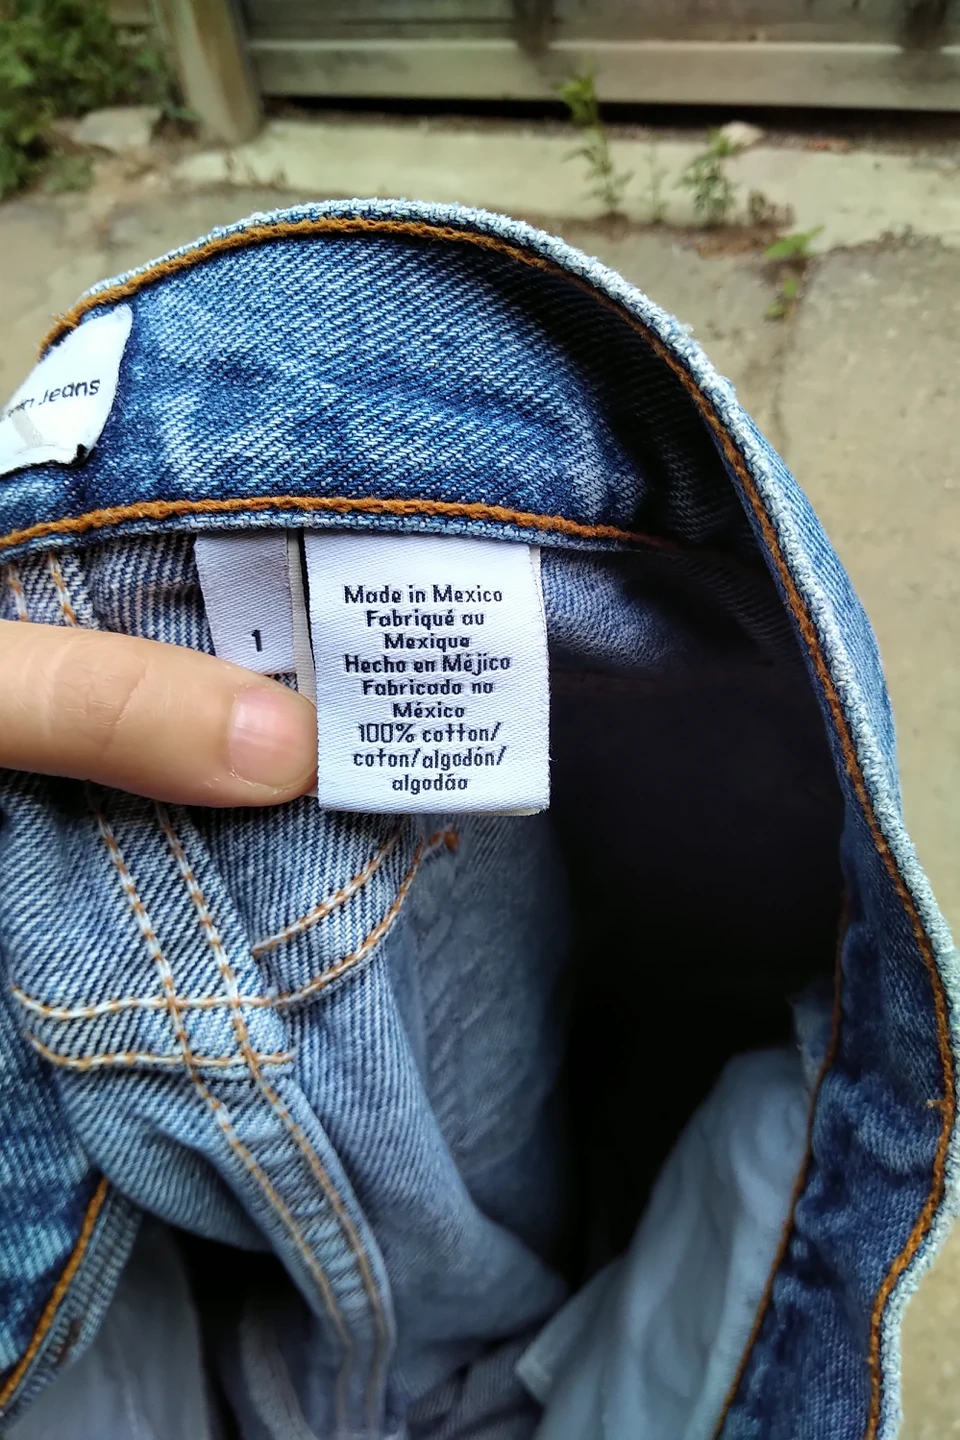 Jeans
1
Made in Mexico
Fabriqué au
Mexique
Hecho en Méjico
Fabricado no
México
100% cotton/
coton/algodón/
algodão